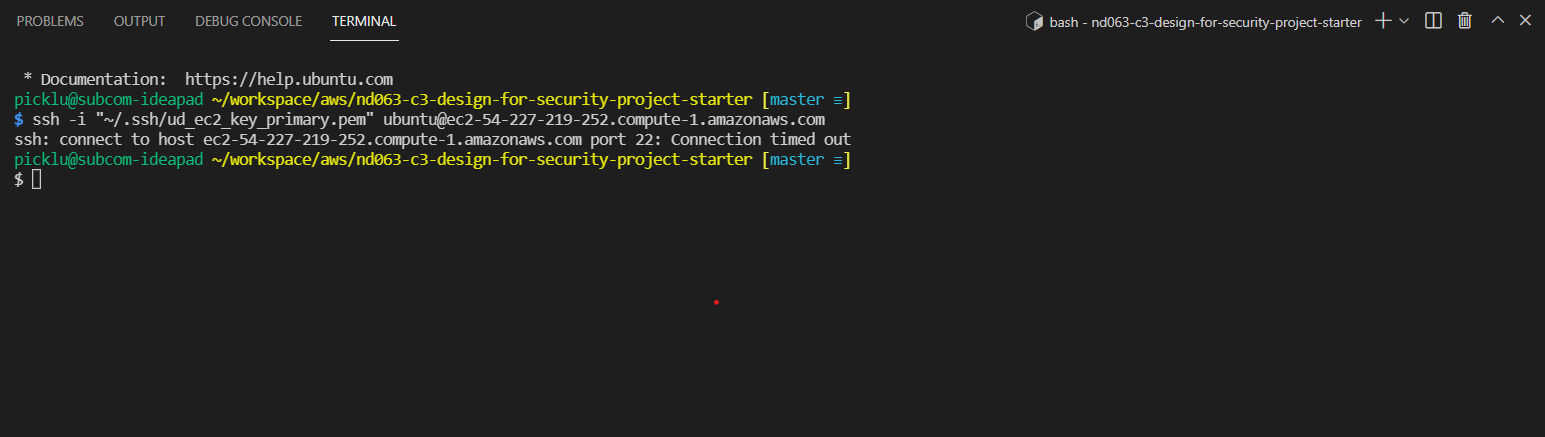 PROBLEMS OUTPUT DEBUG CONSOLE TERMINAL bash - nd063-c3-design-for-security-project-starter
* Documentation:  https://help.ubuntu.com
picklu@subcom-ideapad ~/workspace/aws/nd063-c3-design-for-security-project-starter [master ≡]
$ ssh -i "~/.ssh/ud_ec2_key_primary.pem" ubuntu@ec2-54-227-219-252.compute-1.amazonaws.com
ssh: connect to host ec2-54-227-219-252.compute-1.amazonaws.com port 22: Connection timed out
picklu@subcom-ideapad ~/workspace/aws/nd063-c3-design-for-security-project-starter [master ≡]
$